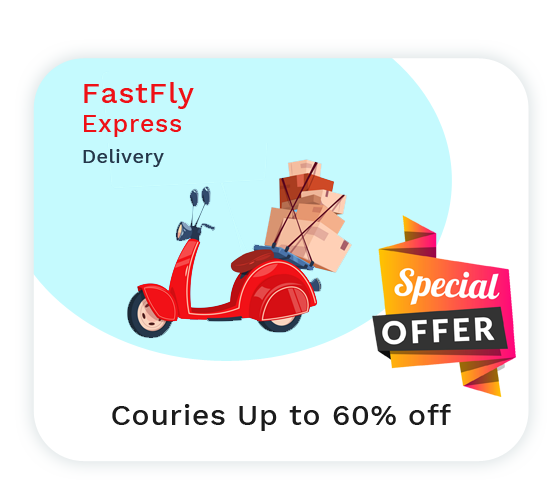 FastFly
Express
Delivery
Special
OFFER
Couries Up to 60% off